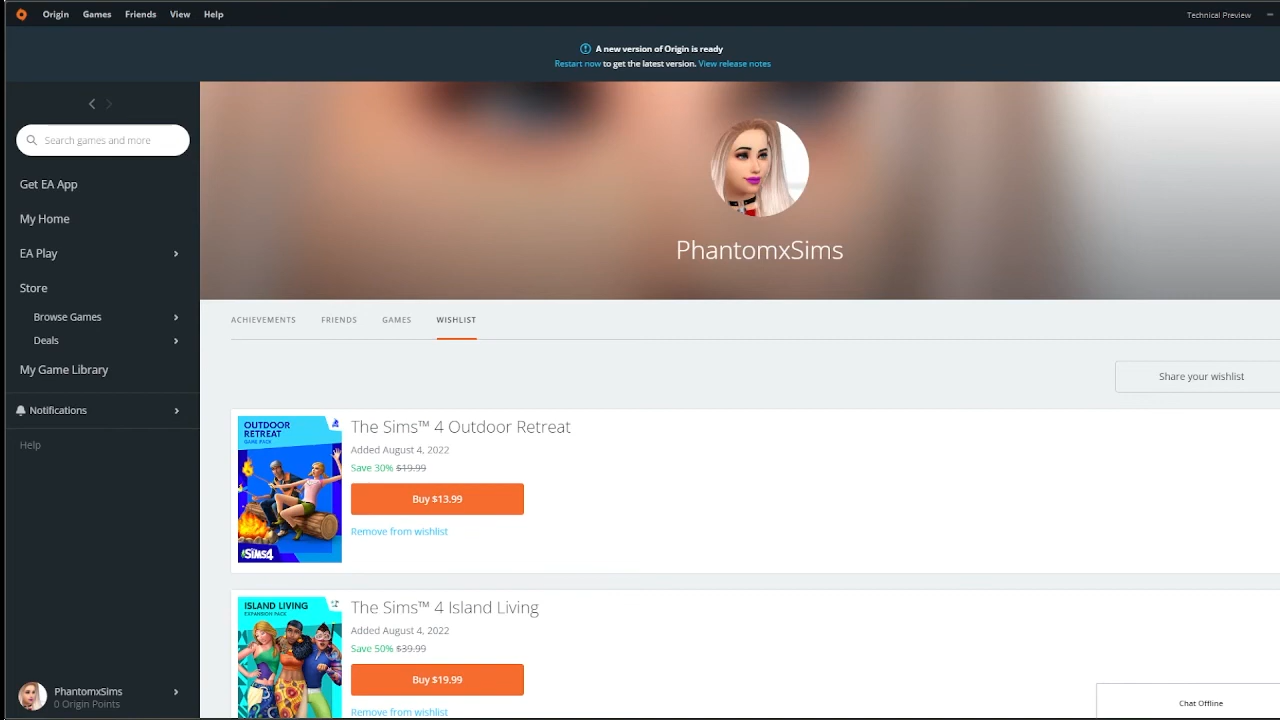 Origin Games Friends View Help
Technical Preview
A new version of Origin is ready
Restart now to get the latest version. View release notes
Search games and more
Get EA App
My Home
EA Play
Store
Browse Games
Deals
My Game Library
Notifications
Help
PhantomxSims
0 Origin Points
PhantomxSims
ACHIEVEMENTS FRIENDS GAMES WISHLIST
Share your wishlist
OUTDOOR
RETREAT
GAME PACK
SIMS4
The Sims™ 4 Outdoor Retreat
Added August 4, 2022
Save 30% $19.99
Buy $13.99
Remove from wishlist
ISLAND LIVING
EXPANSION PACK
The Sims™ 4 Island Living
Added August 4, 2022
Save 50% $39.99
Buy $19.99
Remove from wishlist
Chat Offline